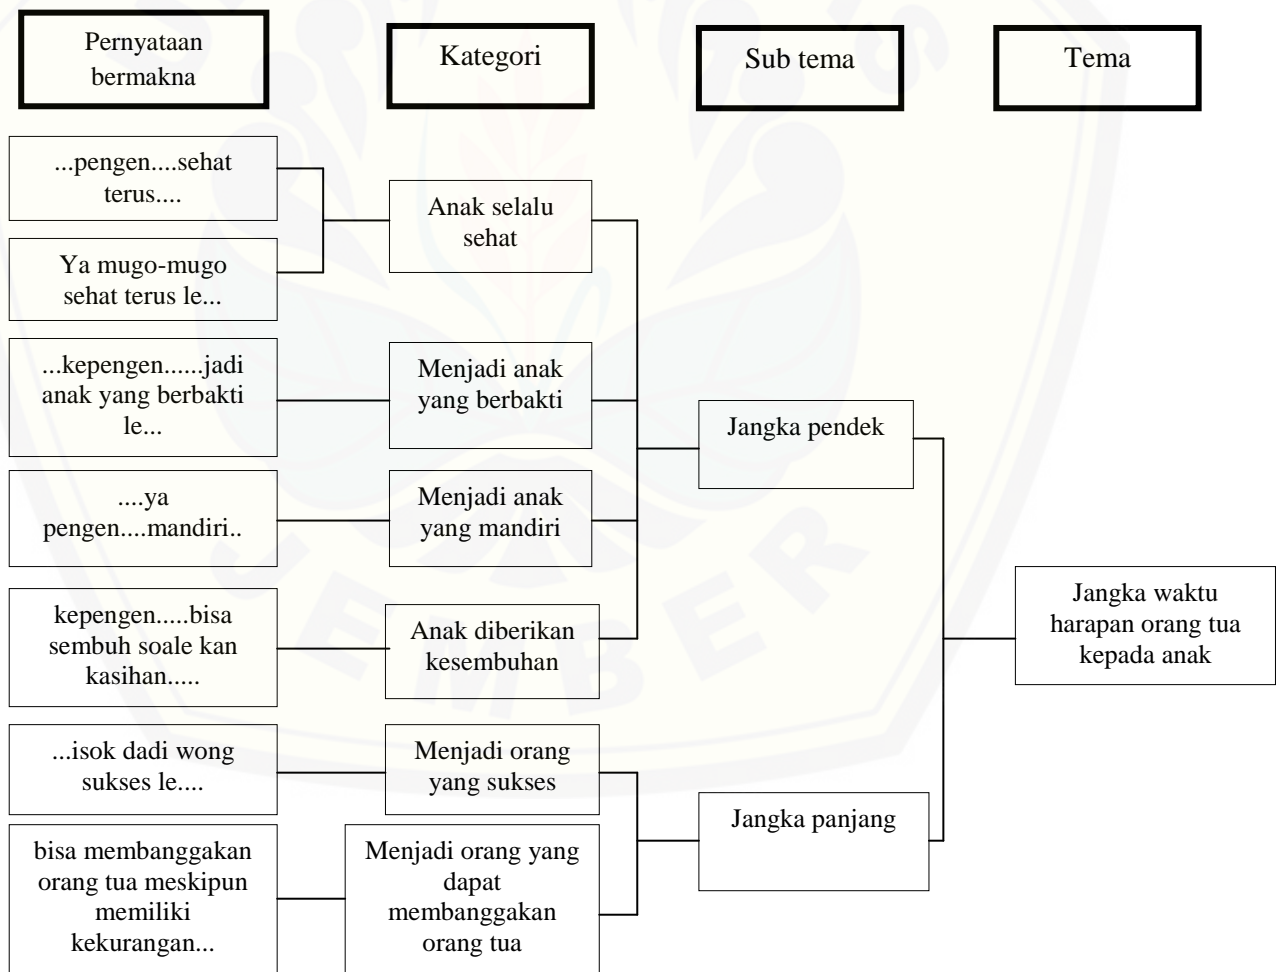 Pernyataan
bermakna
Kategori
Sub tema
Tema
...pengen....sehat
terus....
Anak selalu
sehat
Ya mugo-mugo
sehat terus le...
...kepengen......jadi
anak yang berbakti
le...
Menjadi anak
yang berbakti
Jangka pendek
....ya
pengen....mandiri..
Menjadi anak
yang mandiri
kepengen.....bisa
sembuh soale kan
kasihan.....
Anak diberikan
kesembuhan
Jangka waktu
harapan orang tua
kepada anak
...isok dadi wong
sukses le....
Menjadi orang
yang sukses
Jangka panjang
bisa membanggakan
orang tua meskipun
memiliki
kekurangan...
Menjadi orang yang
dapat
membanggakan
orang tua
JEMBER